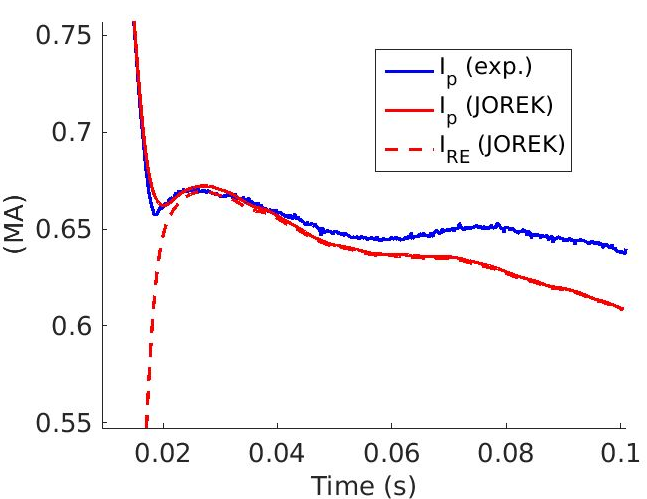 0.75
0.7
0.65
0.6
0.55
(MA)
I_p (exp.)
I_p (JOREK)
I_RE (JOREK)
0.02 0.04 0.06 0.08 0.1
Time (s)